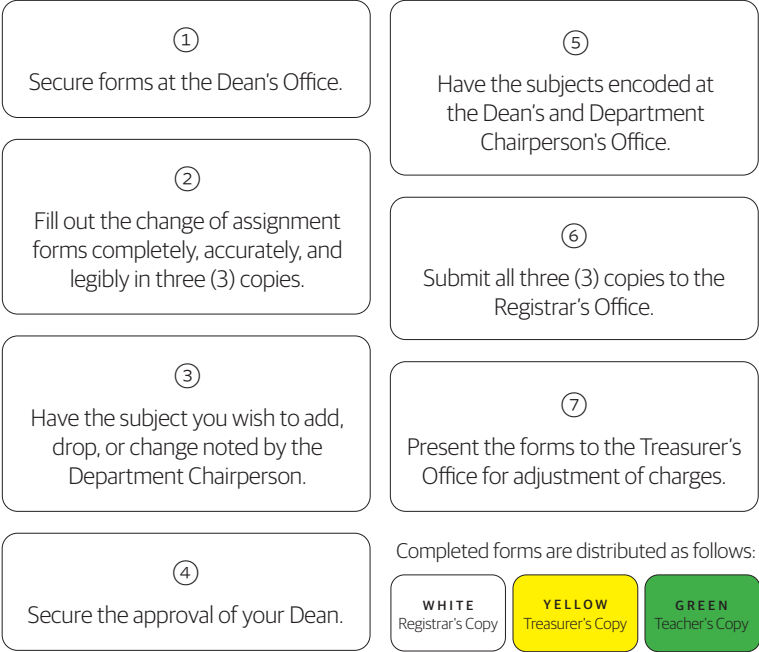 ①
Secure forms at the Dean's Office.
②
Fill out the change of assignment
forms completely, accurately, and
legibly in three (3) copies.
③
Have the subject you wish to add,
drop, or change noted by the
Department Chairperson.
④
Secure the approval of your Dean.
⑤
Have the subjects encoded at
the Dean's and Department
Chairperson's Office.
⑥
Submit all three (3) copies to the
Registrar's Office.
⑦
Present the forms to the Treasurer's
Office for adjustment of charges.
Completed forms are distributed as follows:
WHITE
Registrar's Copy
YELLOW
Treasurer's Copy
GREEN
Teacher's Copy